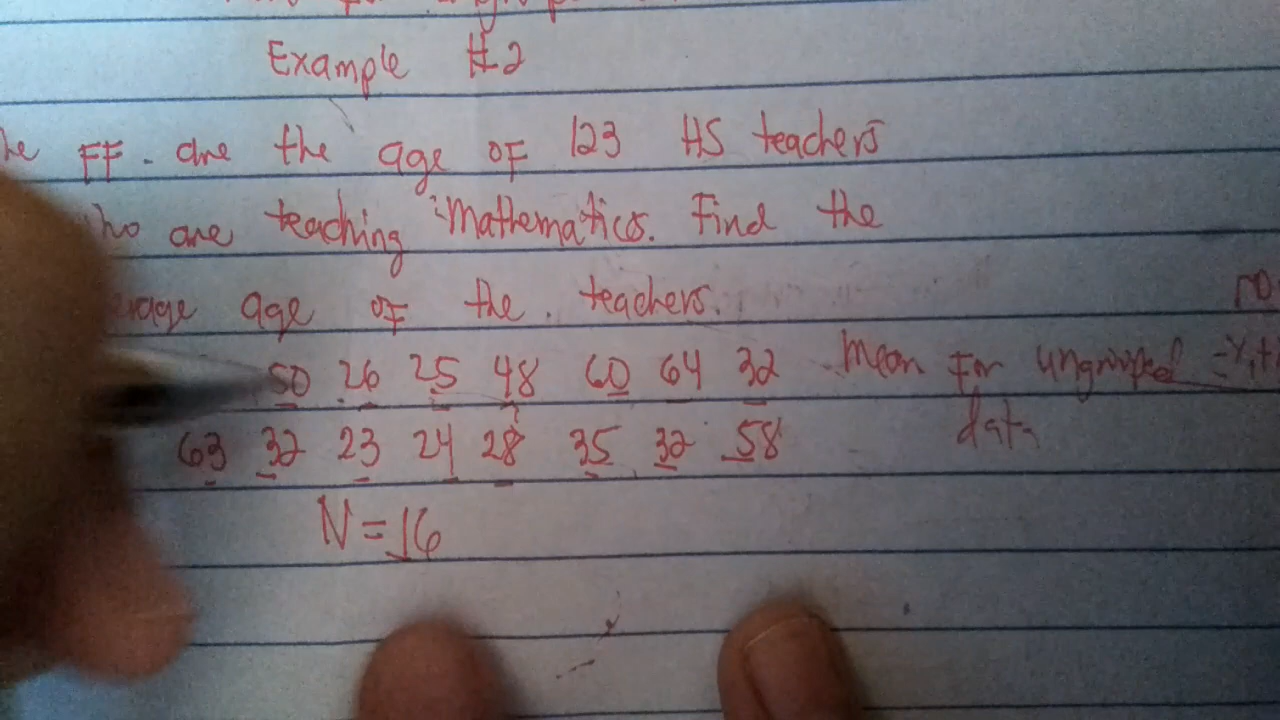 Example #2
FF. are the age of 123 HS teachers
are teaching Mathematics. Find the
age of the teachers.
50 26 25 48 60 64 32 Mean For ungrouped
63 32 23 24 28 35 32 58 data
N = 16